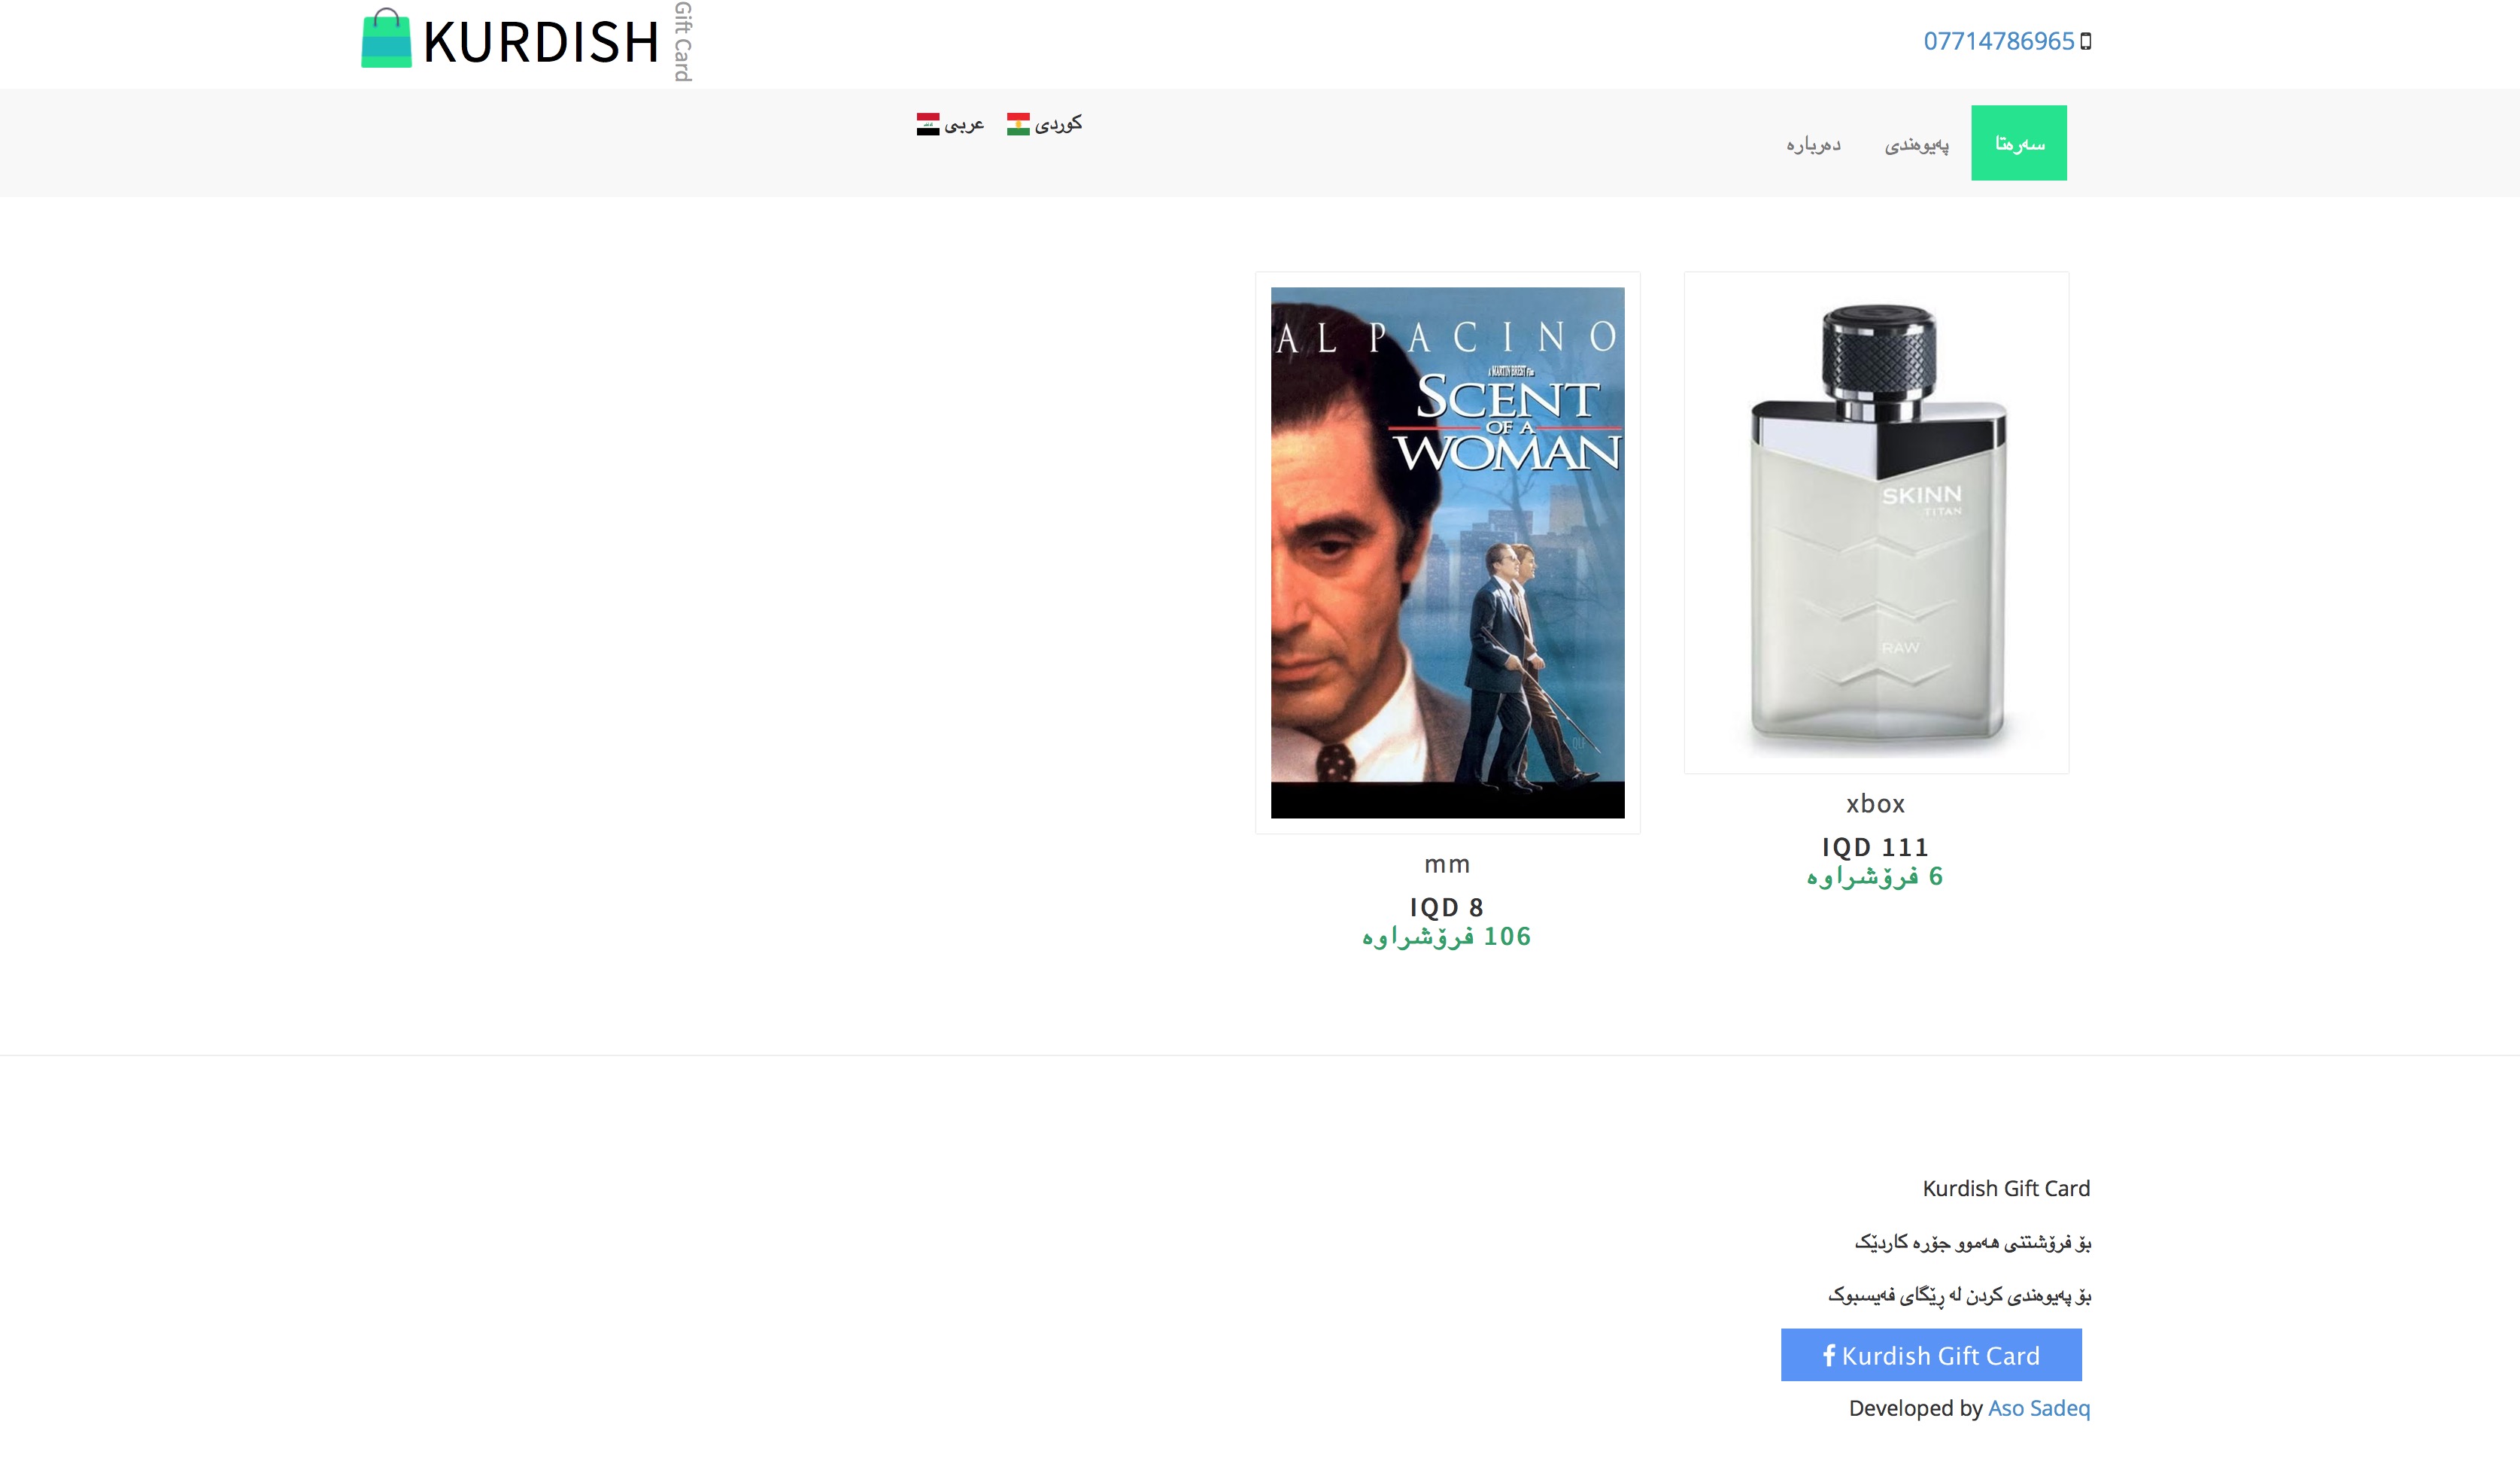 KURDISH
Gift Card
07714786965
سەرەتا
پەیوەندی
دەربارە
کوردی
عربی
SKINN
TITAN
RAW
xbox
IQD 111
6 فرۆشراوە
AL PACINO
A MARTIN BREST Film
SCENT
OF A
WOMAN
mm
IQD 8
106 فرۆشراوە
Kurdish Gift Card
بۆ فرۆشتنی هەموو جۆرە کاردێک
بۆ پەیوەندی کردن لە ڕێگای فەیسبوک
Kurdish Gift Card
Developed by Aso Sadeq